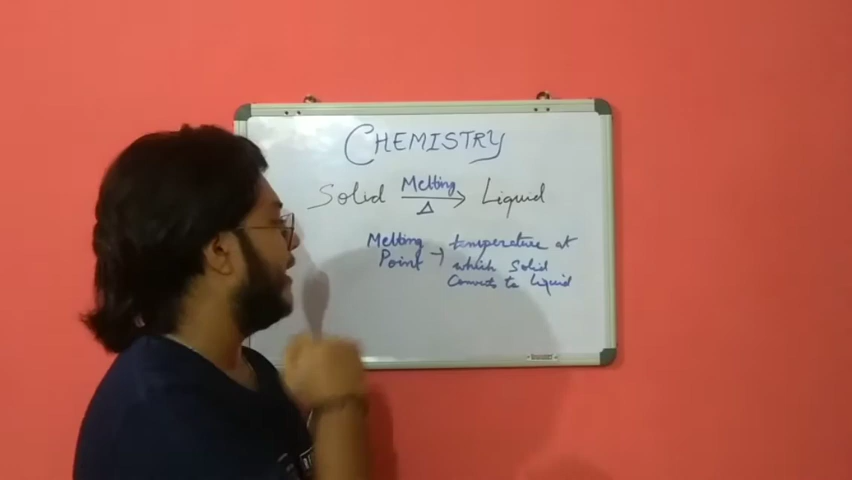 CHEMISTRY
Solid Melting Δ → Liquid
Melting Point → temperature at
which Solid
Converts to liquid